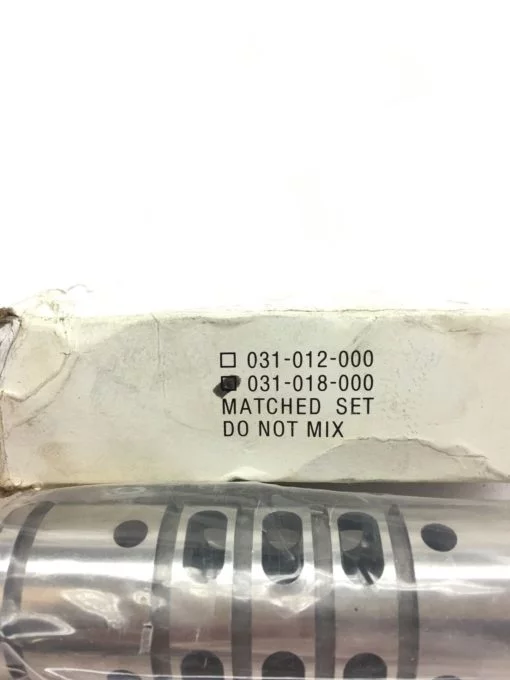 ☐ 031-012-000
☒ 031-018-000
MATCHED SET
DO NOT MIX